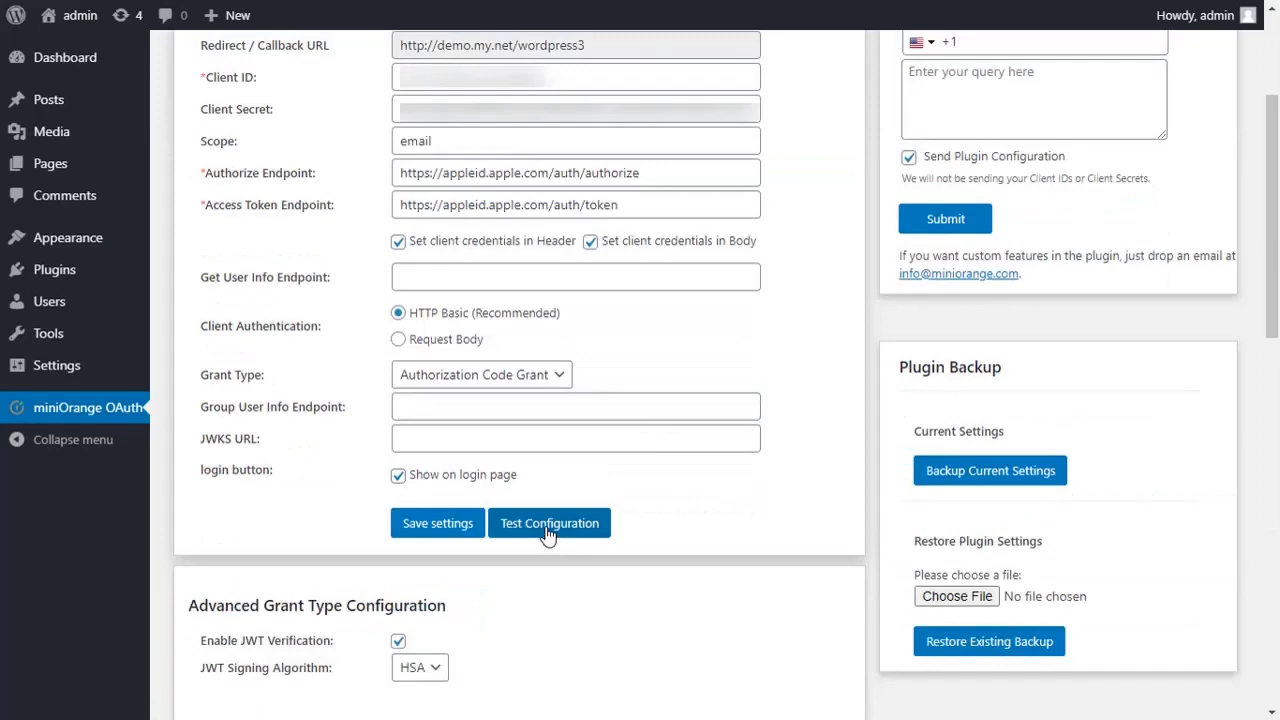 admin
4
0
New
Howdy, admin
Dashboard
Posts
Media
Pages
Comments
Appearance
Plugins
Users
Tools
Settings
miniOrange OAuth
Collapse menu
Redirect / Callback URL
http://demo.my.net/wordpress3
*Client ID:
Client Secret:
Scope:
email
*Authorize Endpoint:
https://appleid.apple.com/auth/authorize
*Access Token Endpoint:
https://appleid.apple.com/auth/token
Set client credentials in Header
Set client credentials in Body
Get User Info Endpoint:
Client Authentication:
HTTP Basic (Recommended)
Request Body
Grant Type:
Authorization Code Grant
Group User Info Endpoint:
JWKS URL:
login button:
Show on login page
Save settings
Test Configuration
Advanced Grant Type Configuration
Enable JWT Verification:
JWT Signing Algorithm:
HSA
+1
Enter your query here
Send Plugin Configuration
We will not be sending your Client IDs or Client Secrets.
Submit
If you want custom features in the plugin, just drop an email at
info@miniorange.com.
Plugin Backup
Current Settings
Backup Current Settings
Restore Plugin Settings
Please choose a file:
Choose File
No file chosen
Restore Existing Backup